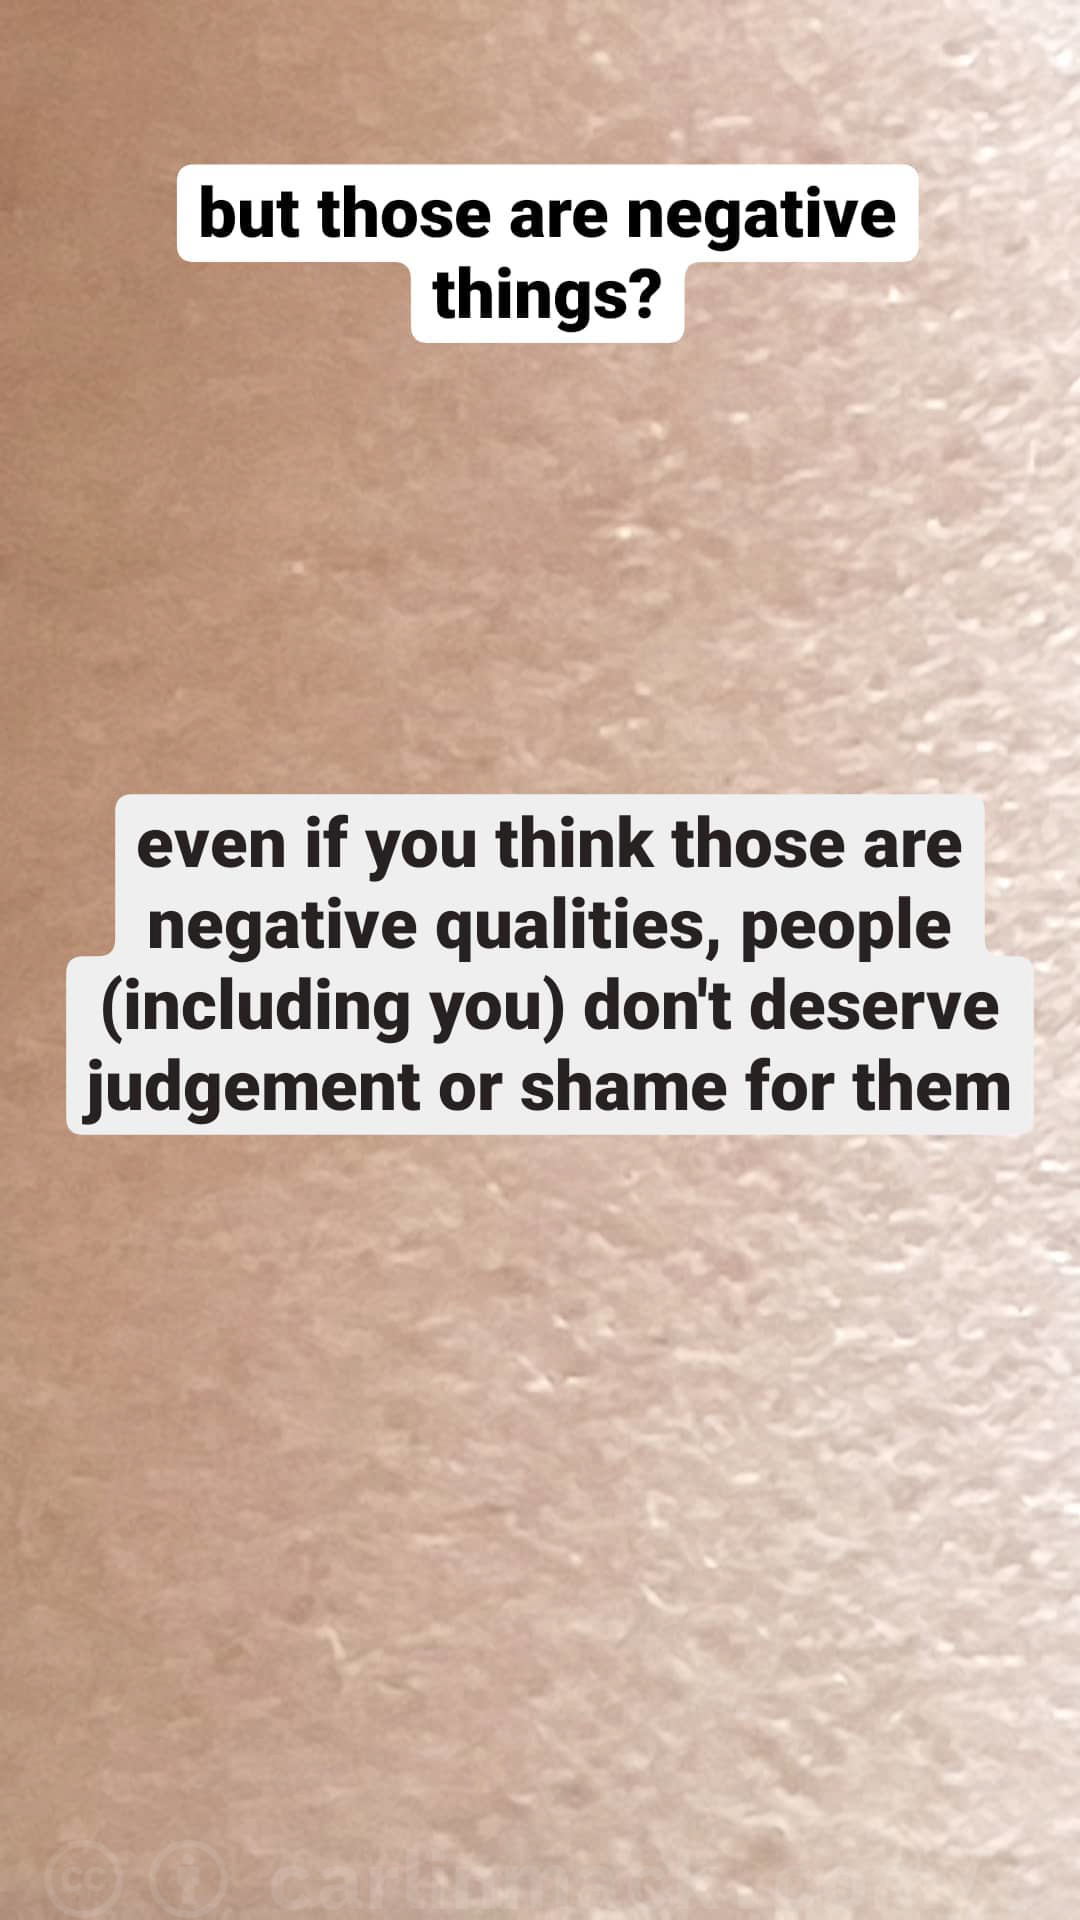 but those are negative
things?
even if you think those are
negative qualities, people
(including you) don't deserve
judgement or shame for them
cc